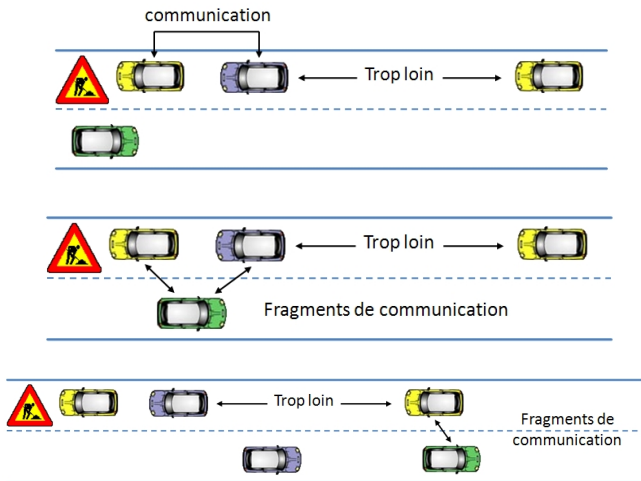 communication
Trop loin
Trop loin
Fragments de communication
Trop loin
Fragments de
communication